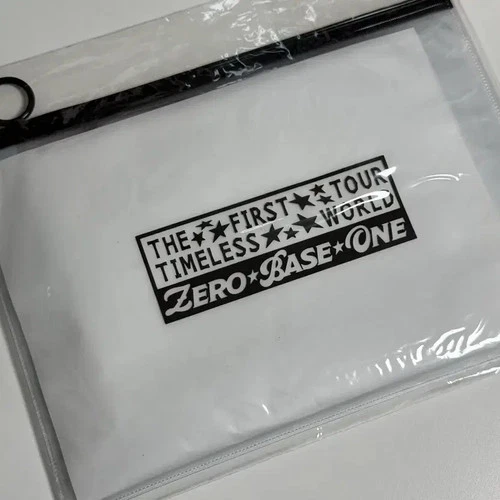 THE ★ FIRST ★ TOUR
TIMELESS ★ ★ WORLD
ZERO★BASE★ONE